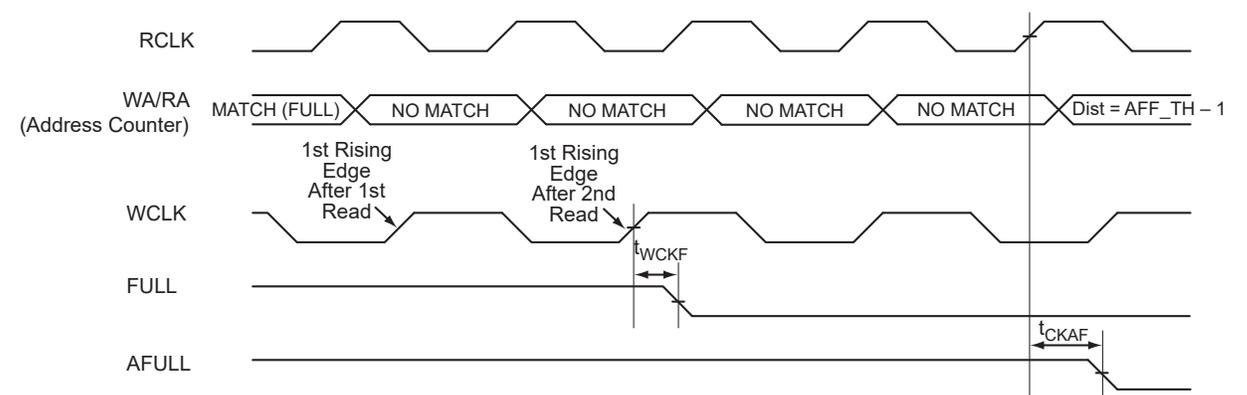 RCLK
WA/RA
(Address Counter)
MATCH (FULL) NO MATCH NO MATCH NO MATCH NO MATCH Dist = AFF_TH – 1
1st Rising
Edge
After 1st
Read
1st Rising
Edge
After 2nd
Read
WCLK
tWCKF
FULL
tCKAF
AFULL